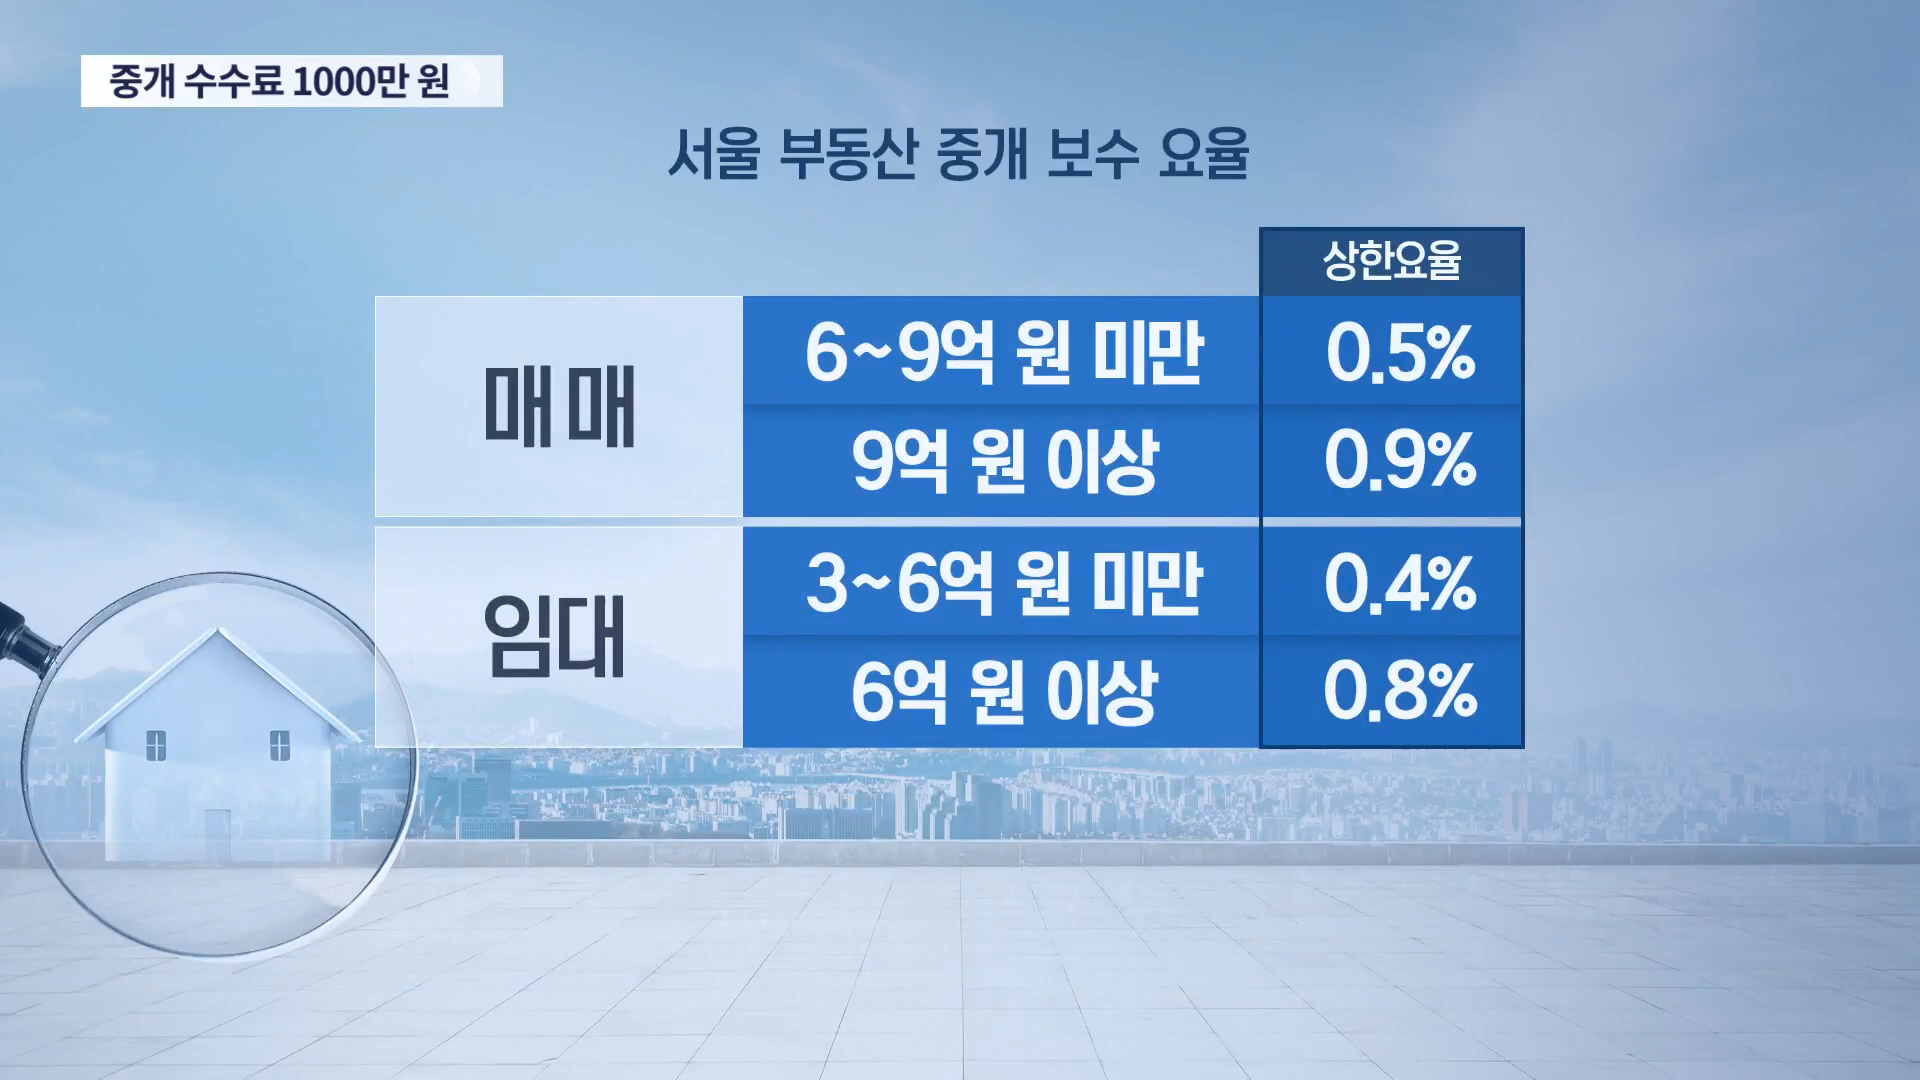 중개 수수료 1000만 원
서울 부동산 중개 보수 요율
상한요율
매매
6~9억 원 미만 0.5%
9억 원 이상 0.9%
임대
3~6억 원 미만 0.4%
6억 원 이상 0.8%